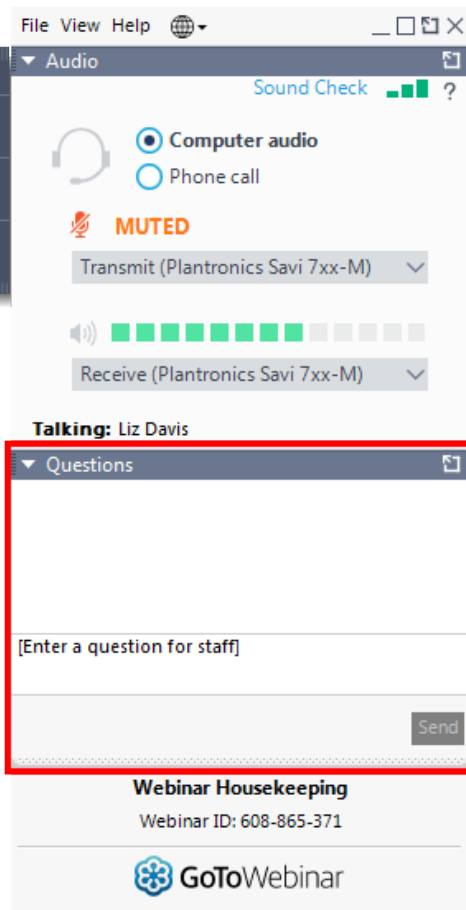 File View Help
Audio
Sound Check ?
Computer audio
Phone call
MUTED
Transmit (Plantronics Savi 7xx-M)
Receive (Plantronics Savi 7xx-M)
Talking: Liz Davis
Questions
[Enter a question for staff]
Send
Webinar Housekeeping
Webinar ID: 608-865-371
GoToWebinar